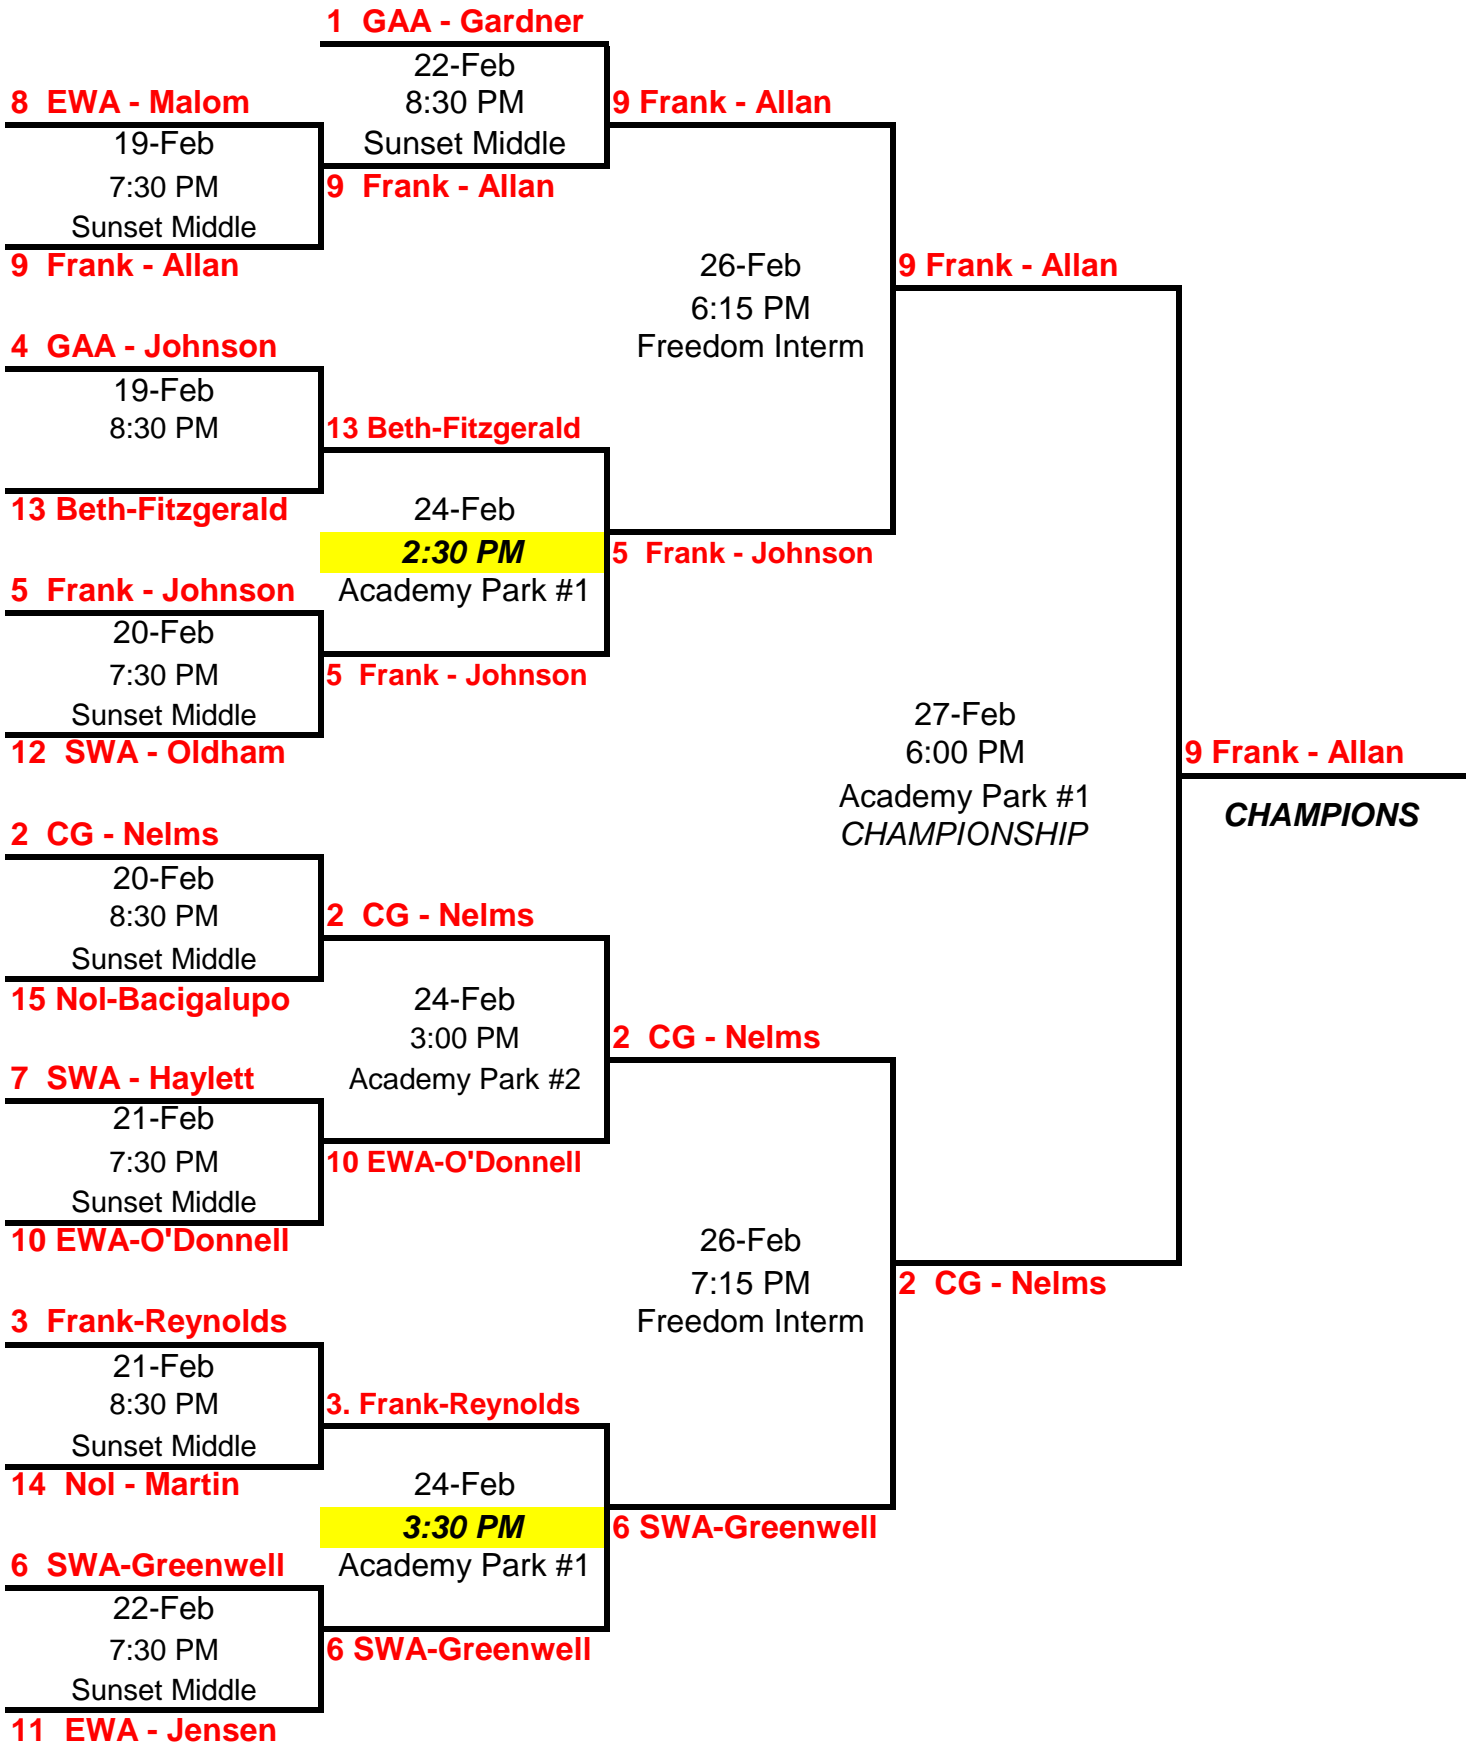 1 GAA - Gardner
22-Feb
8:30 PM
Sunset Middle
9 Frank - Allan
8 EWA - Malom
19-Feb
7:30 PM
Sunset Middle
9 Frank - Allan
9 Frank - Allan
26-Feb
6:15 PM
Freedom Interm
9 Frank - Allan
4 GAA - Johnson
19-Feb
8:30 PM
13 Beth-Fitzgerald
13 Beth-Fitzgerald
24-Feb
2:30 PM
Academy Park #1
5 Frank - Johnson
5 Frank - Johnson
20-Feb
7:30 PM
Sunset Middle
12 SWA - Oldham
5 Frank - Johnson
27-Feb
6:00 PM
Academy Park #1
CHAMPIONSHIP
9 Frank - Allan
CHAMPIONS
2 CG - Nelms
20-Feb
8:30 PM
Sunset Middle
15 Nol-Bacigalupo
2 CG - Nelms
24-Feb
3:00 PM
Academy Park #2
10 EWA-O'Donnell
2 CG - Nelms
7 SWA - Haylett
21-Feb
7:30 PM
Sunset Middle
10 EWA-O'Donnell
26-Feb
7:15 PM
Freedom Interm
2 CG - Nelms
3 Frank-Reynolds
21-Feb
8:30 PM
Sunset Middle
14 Nol - Martin
3. Frank-Reynolds
24-Feb
3:30 PM
Academy Park #1
6 SWA-Greenwell
6 SWA-Greenwell
22-Feb
7:30 PM
Sunset Middle
11 EWA - Jensen
6 SWA-Greenwell